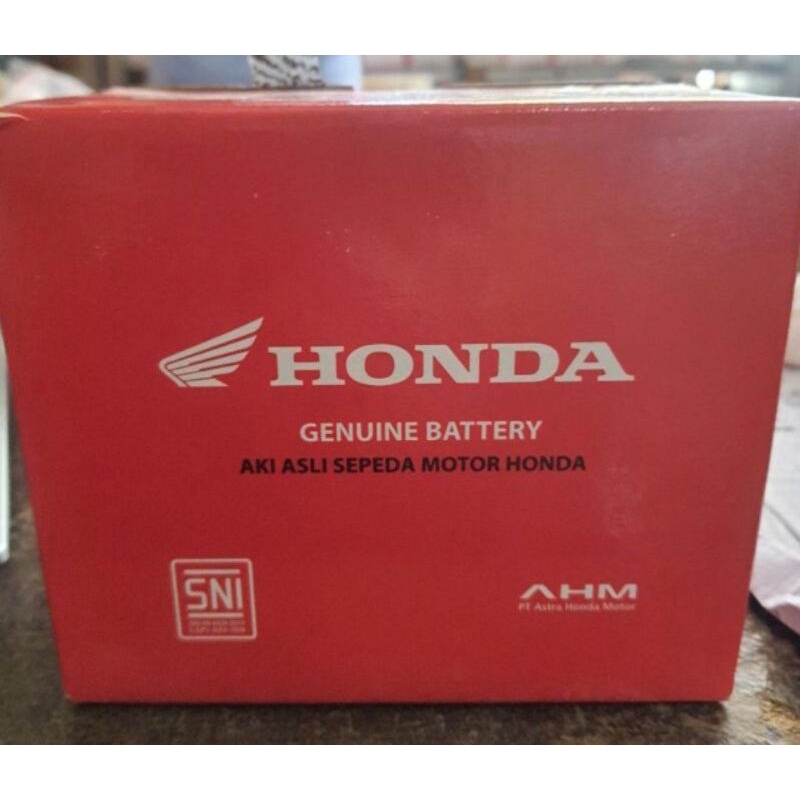 HONDA
GENUINE BATTERY
AKI ASLI SEPEDA MOTOR HONDA
SNI
AHM
PT Astra Honda Motor